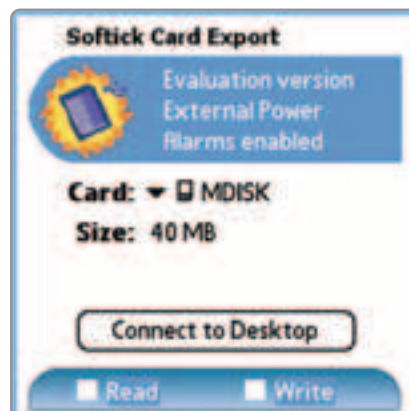 Softick Card Export
Evaluation version
External Power
Alarms enabled
Card: MDISK
Size: 40 MB
Connect to Desktop
Read Write